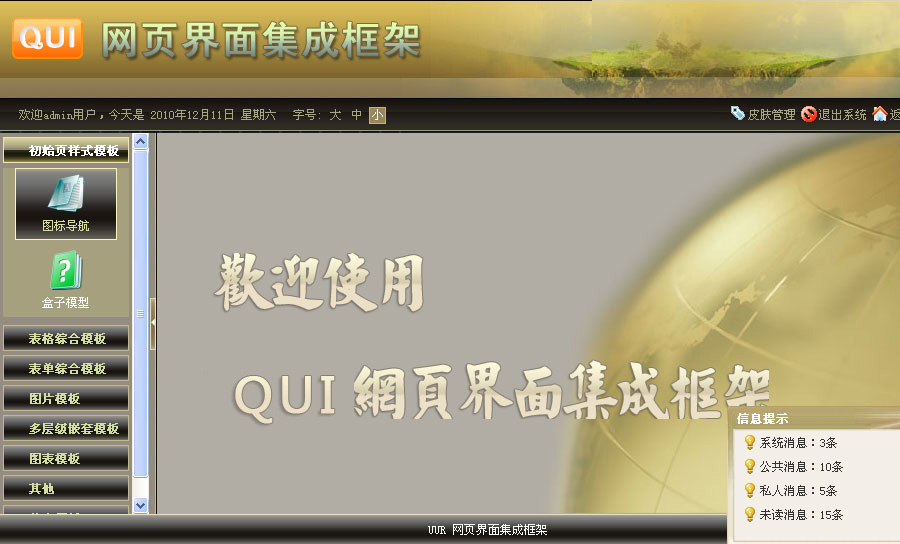 QUI 网页界面集成框架
欢迎admin用户，今天是 2010年12月11日 星期六 字号: 大 中 小
皮肤管理 退出系统 返
初始页样式模板
图标导航
盒子模型
表格综合模板
表单综合模板
图片模板
多层级嵌套模板
图表模板
其他
歡迎使用
QUI 網頁界面集成框架
信息提示
系统消息：3条
公共消息：10条
私人消息：5条
未读消息：15条
UUR 网页界面集成框架